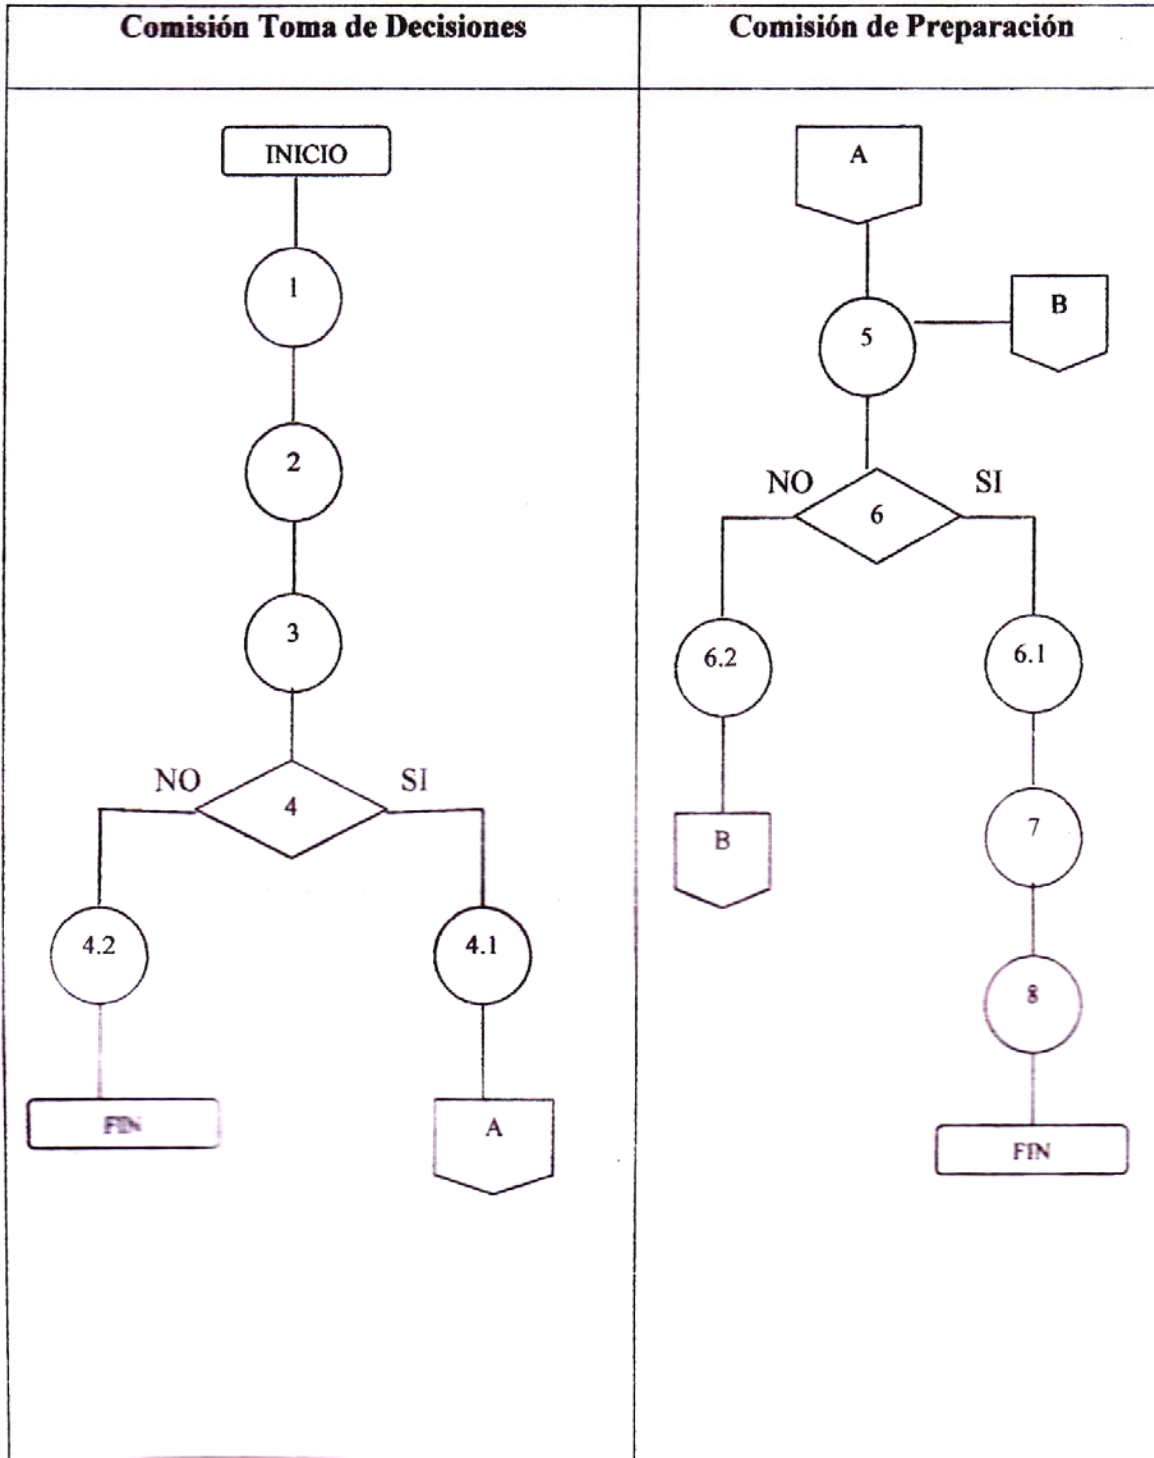 Comisión Toma de Decisiones
Comisión de Preparación
INICIO
1
2
3
NO
4
SI
4.2
4.1
FIN
A
A
5
B
NO
6
SI
6.2
6.1
B
7
8
FIN